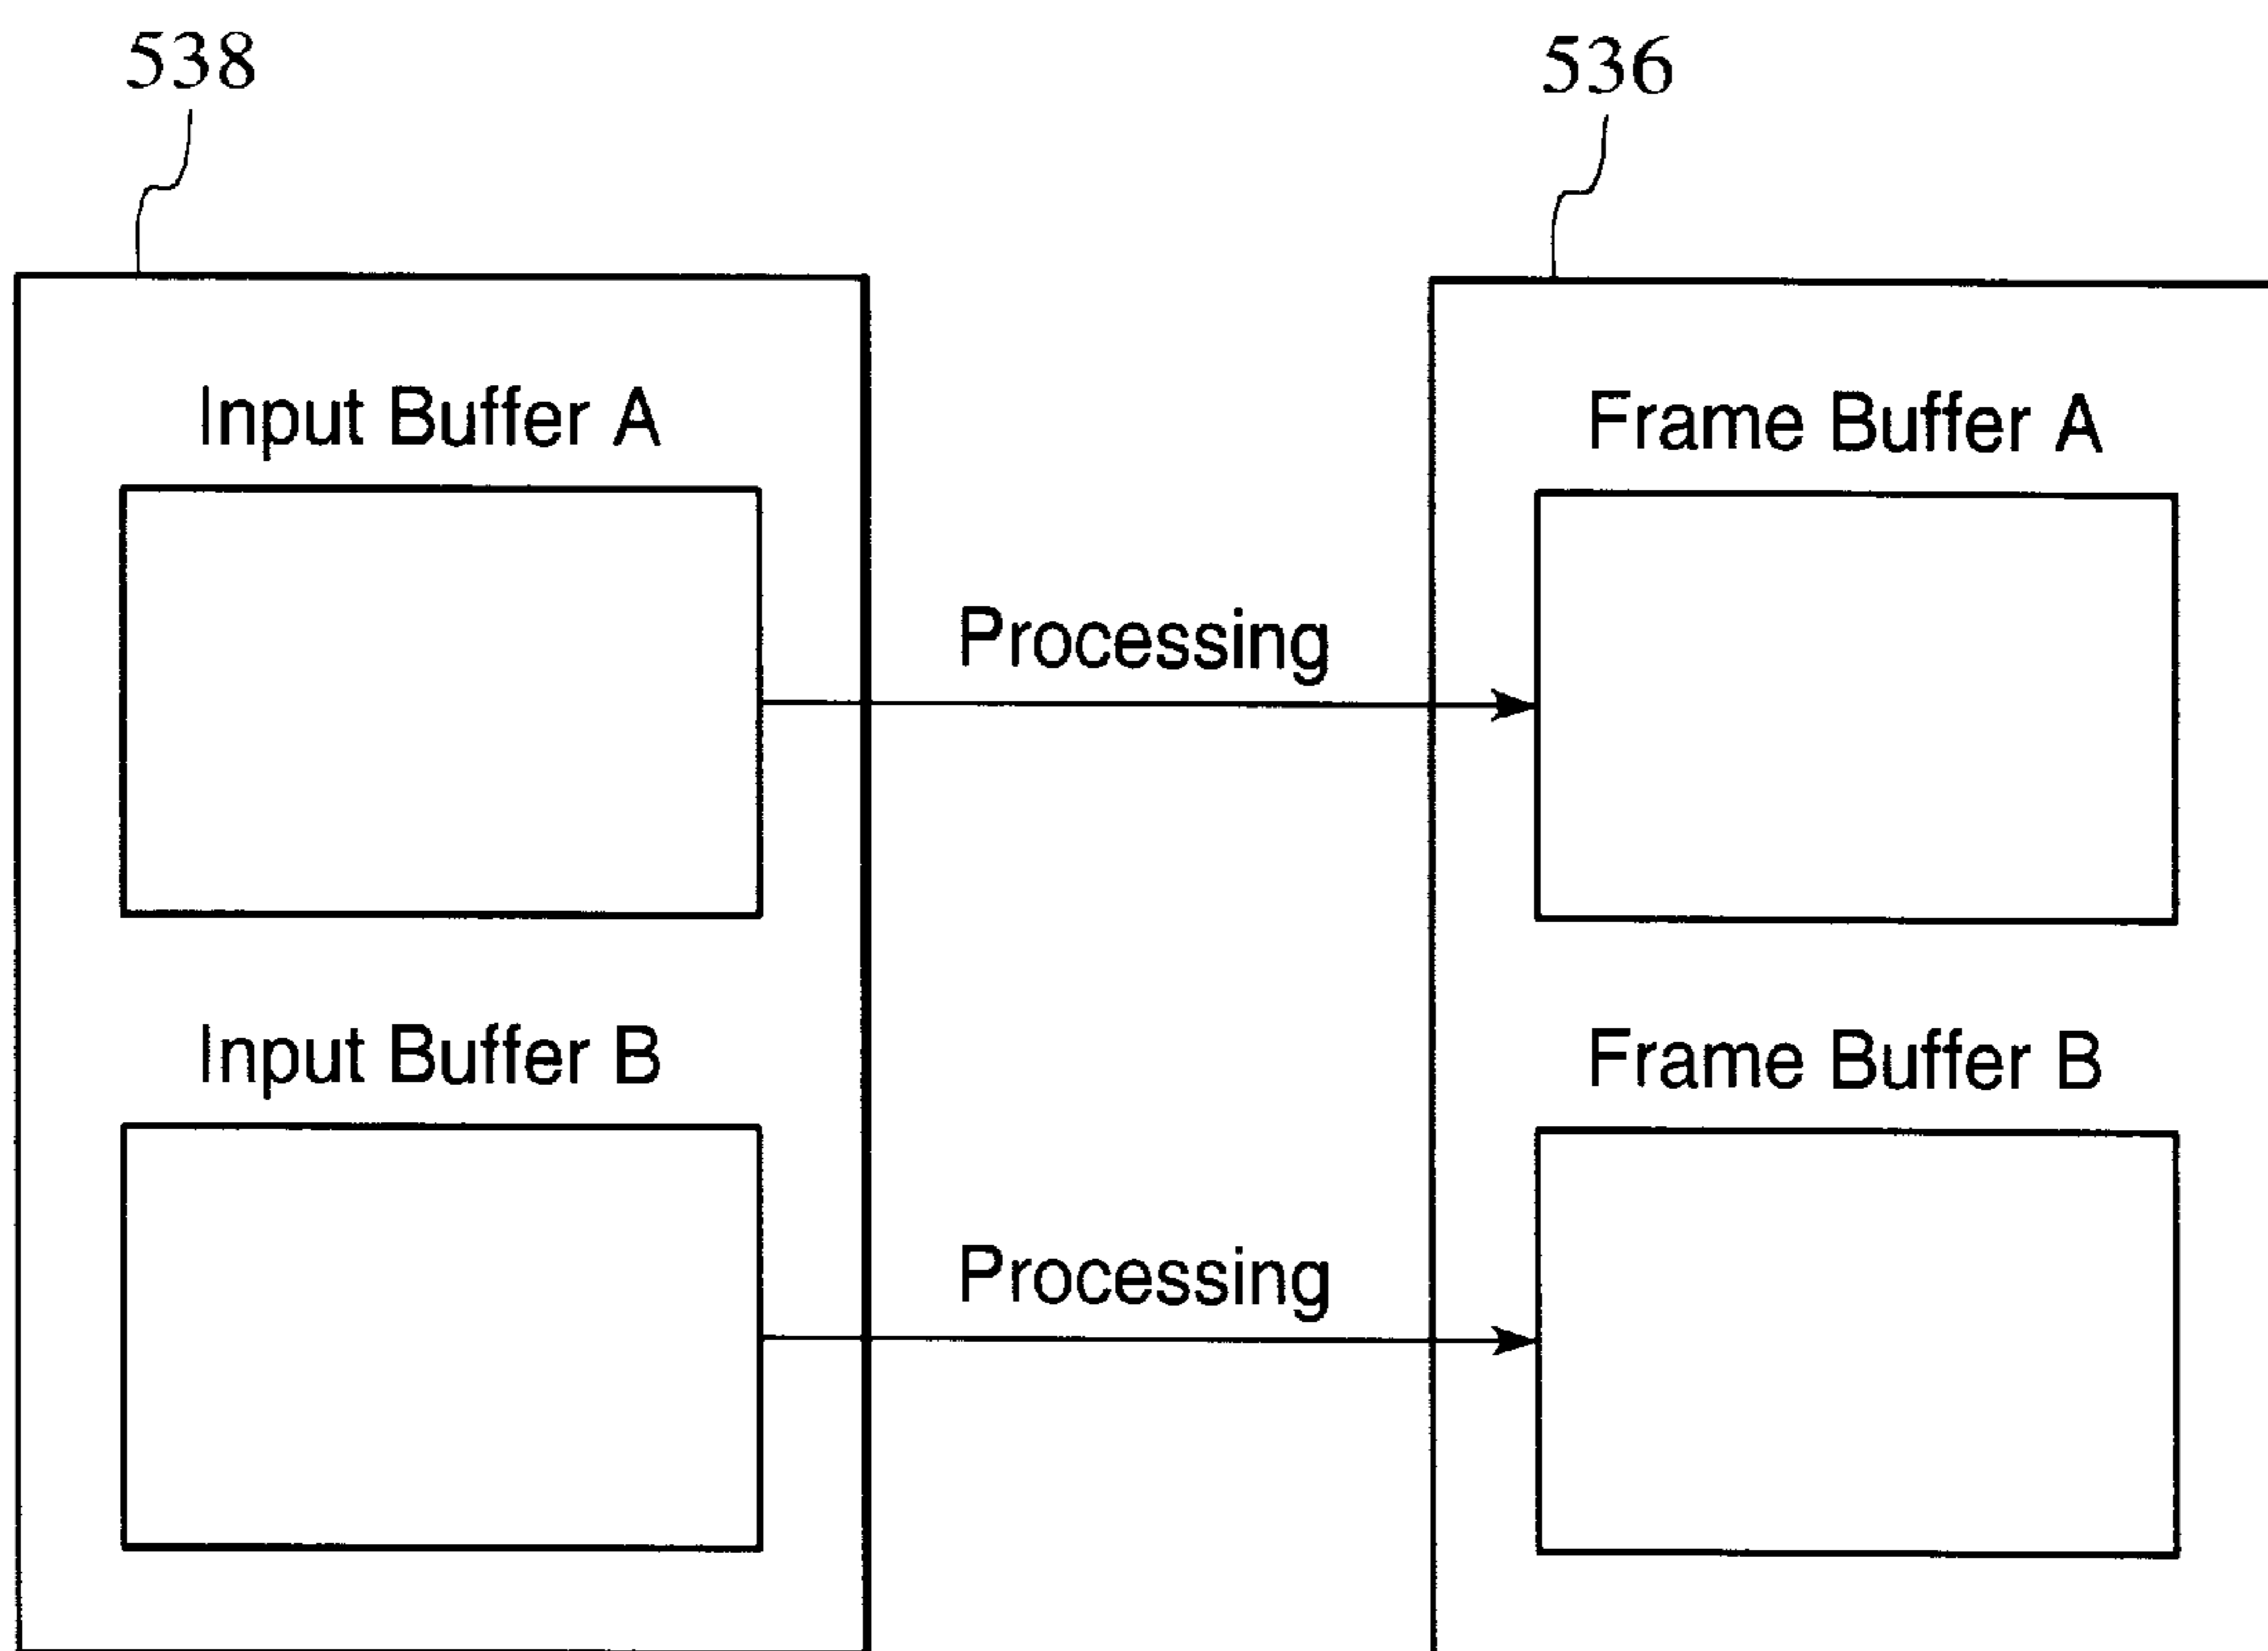 538
536
Input Buffer A
Frame Buffer A
Processing
Input Buffer B
Frame Buffer B
Processing